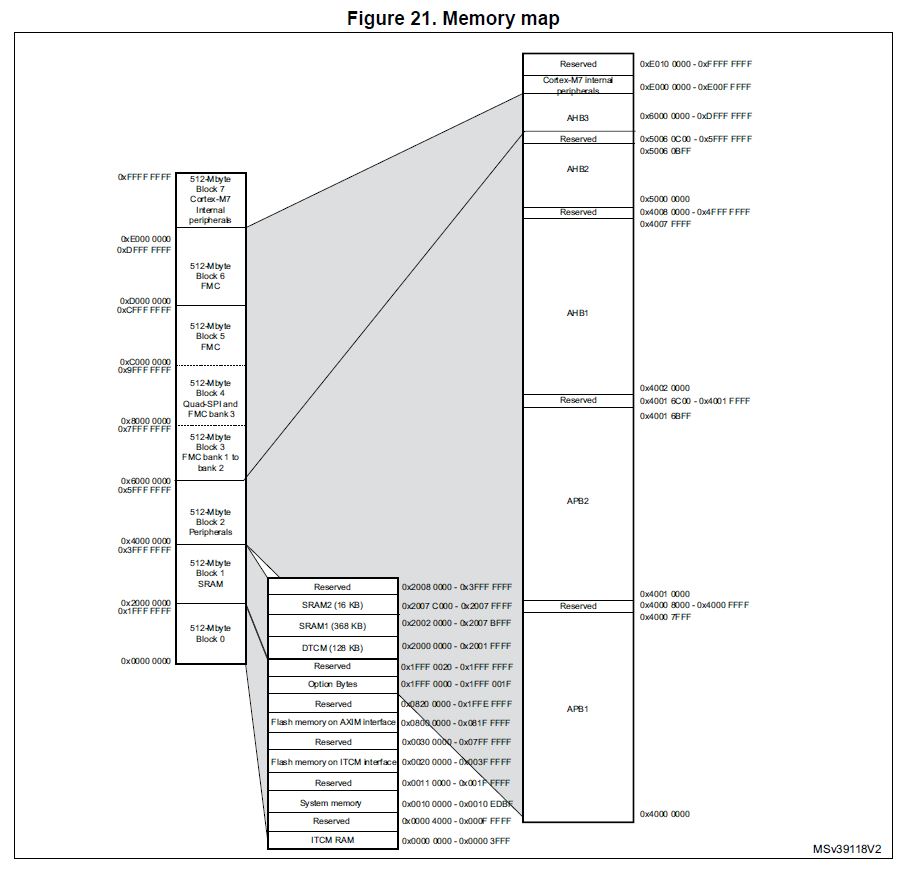 Figure 21. Memory map
0xFFFF FFFF
512-Mbyte
Block 7
Cortex-M7
Internal
peripherals
0xE000 0000
0xDFFF FFFF
512-Mbyte
Block 6
FMC
0xD000 0000
0xCFFF FFFF
512-Mbyte
Block 5
FMC
0xC000 0000
0x9FFF FFFF
512-Mbyte
Block 4
Quad-SPI and
FMC bank 3
0x8000 0000
0x7FFF FFFF
512-Mbyte
Block 3
FMC bank 1 to
bank 2
0x6000 0000
0x5FFF FFFF
512-Mbyte
Block 2
Peripherals
0x4000 0000
0x3FFF FFFF
512-Mbyte
Block 1
SRAM
0x2000 0000
0x1FFF FFFF
512-Mbyte
Block 0
0x0000 0000
Reserved 0x2008 0000 - 0x3FFF FFFF
SRAM2 (16 KB) 0x2007 C000 - 0x2007 FFFF
SRAM1 (368 KB) 0x2002 0000 - 0x2007 BFFF
DTCM (128 KB) 0x2000 0000 - 0x2001 FFFF
Reserved 0x1FFF 0020 - 0x1FFF FFFF
Option Bytes 0x1FFF 0000 - 0x1FFF 001F
Reserved 0x0820 0000 - 0x1FFE FFFF
Flash memory on AXIM interface 0x0800 0000 - 0x081F FFFF
Reserved 0x0030 0000 - 0x07FF FFFF
Flash memory on ITCM interface 0x0020 0000 - 0x003F FFFF
Reserved 0x0011 0000 - 0x001F FFFF
System memory 0x0010 0000 - 0x0010 EDBF
Reserved 0x0000 4000 - 0x000F FFFF
ITCM RAM 0x0000 0000 - 0x0000 3FFF
Reserved 0xE010 0000 - 0xFFFF FFFF
Cortex-M7 internal
peripherals
0xE000 0000 - 0xE00F FFFF
AHB3 0x6000 0000 - 0xDFFF FFFF
Reserved 0x5006 0C00 - 0x5FFF FFFF
0x5006 0BFF
AHB2
0x5000 0000
Reserved 0x4008 0000 - 0x4FFF FFFF
0x4007 FFFF
AHB1
0x4002 0000
Reserved 0x4001 6C00 - 0x4001 FFFF
0x4001 6BFF
APB2
0x4001 0000
Reserved 0x4000 8000 - 0x4000 FFFF
0x4000 7FFF
APB1
0x4000 0000
MSv39118V2